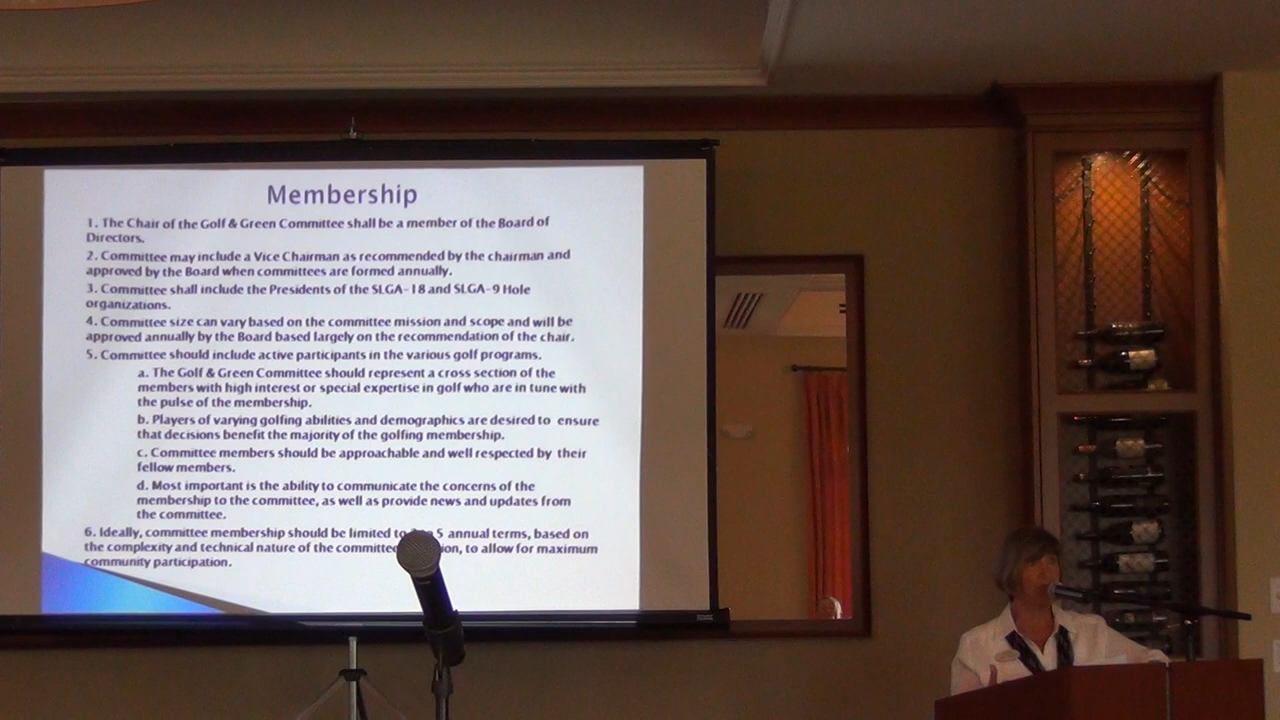 Membership
1. The Chair of the Golf & Green Committee shall be a member of the Board of
Directors.
2. Committee may include a Vice Chairman as recommended by the chairman and
approved by the Board when committees are formed annually.
3. Committee shall include the Presidents of the SLGA-18 and SLGA-9 Hole
organizations.
4. Committee size can vary based on the committee mission and scope and will be
approved annually by the Board based largely on the recommendation of the chair.
5. Committee should include active participants in the various golf programs.
a. The Golf & Green Committee should represent a cross section of the
members with high interest or special expertise in golf who are in tune with
the pulse of the membership.
b. Players of varying golfing abilities and demographics are desired to ensure
that decisions benefit the majority of the golfing membership.
c. Committee members should be approachable and well respected by their
fellow members.
d. Most important is the ability to communicate the concerns of the
membership to the committee, as well as provide news and updates from
the committee.
6. Ideally, committee membership should be limited to 5 annual terms, based on
the complexity and technical nature of the committee, to allow for maximum
community participation.